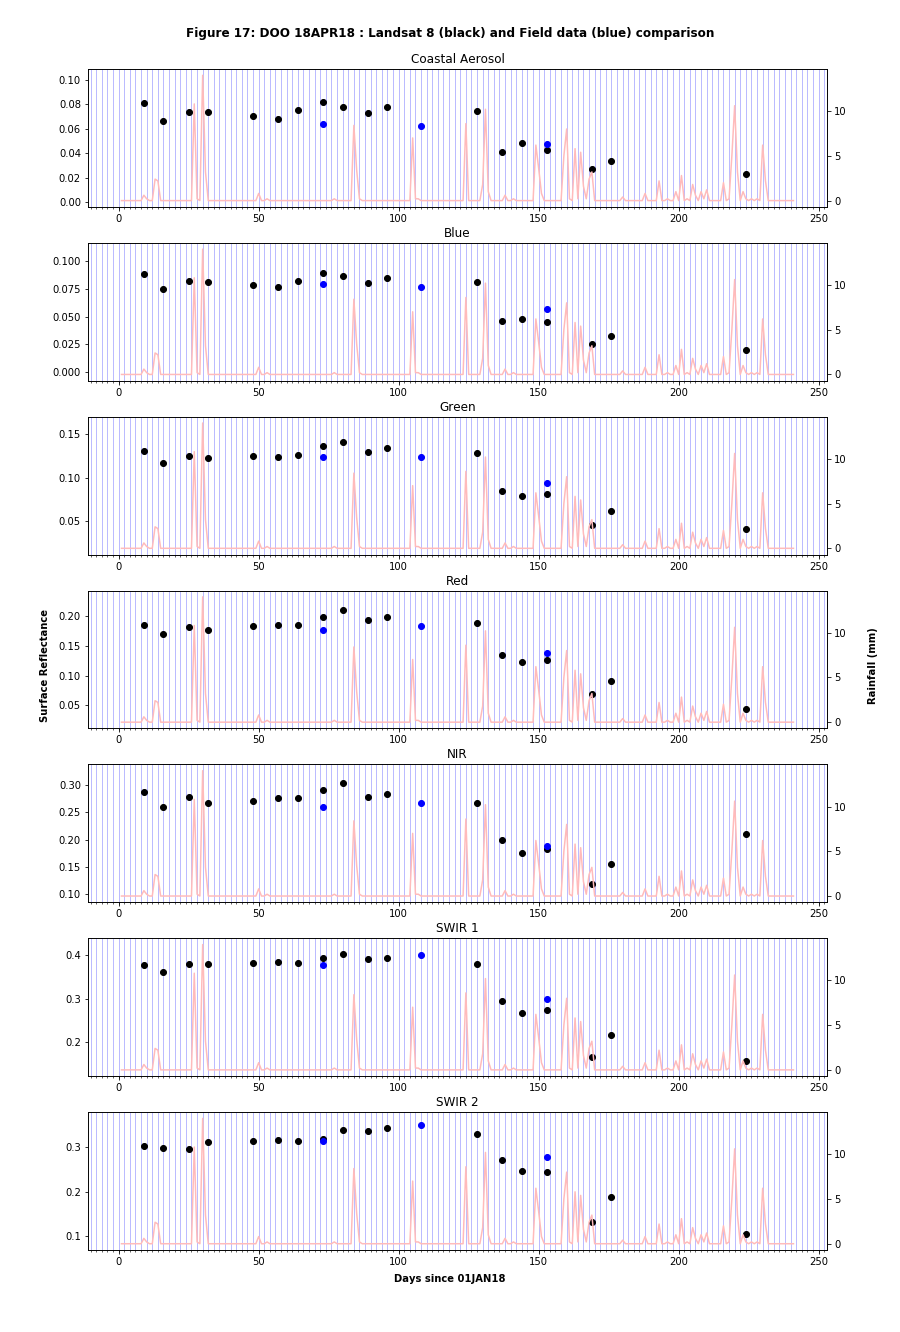 Figure 17: DOO 18APR18 : Landsat 8 (black) and Field data (blue) comparison
Coastal Aerosol
0.10
0.08
0.06
0.04
0.02
0.00
10
5
0
0 50 100 150 200 250
Blue
0.100
0.075
0.050
0.025
0.000
10
5
0
0 50 100 150 200 250
Green
0.15
0.10
0.05
10
5
0
0 50 100 150 200 250
Red
Surface Reflectance
0.20
0.15
0.10
0.05
10
5
0
Rainfall (mm)
0 50 100 150 200 250
NIR
0.30
0.25
0.20
0.15
0.10
10
5
0
0 50 100 150 200 250
SWIR 1
0.4
0.3
0.2
10
5
0
0 50 100 150 200 250
SWIR 2
0.3
0.2
0.1
10
5
0
0 50 100 150 200 250
Days since 01JAN18